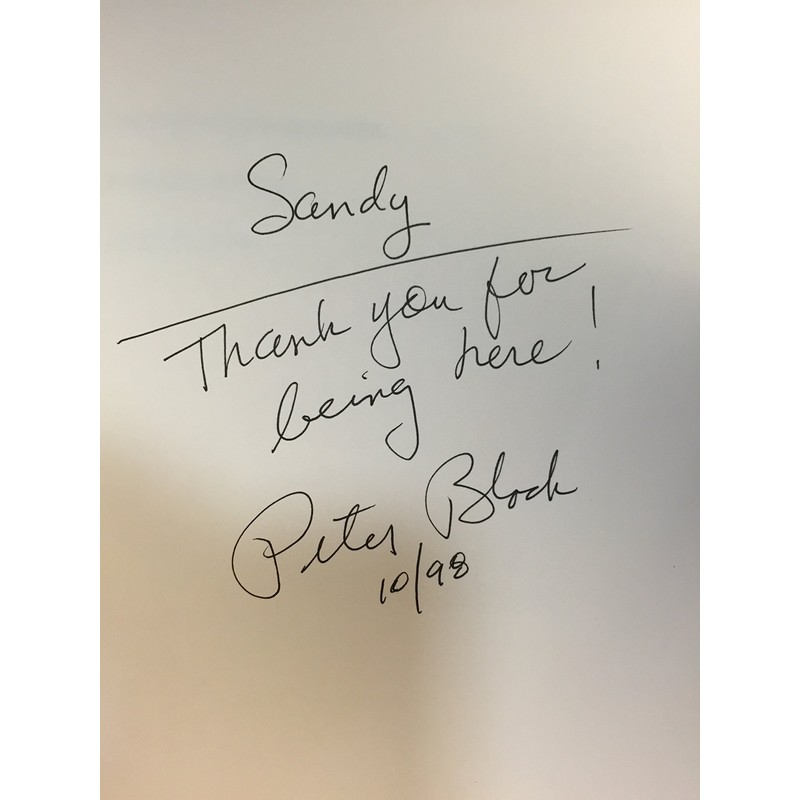 Sandy
Thank you for
being here!
Peter Block
10/98